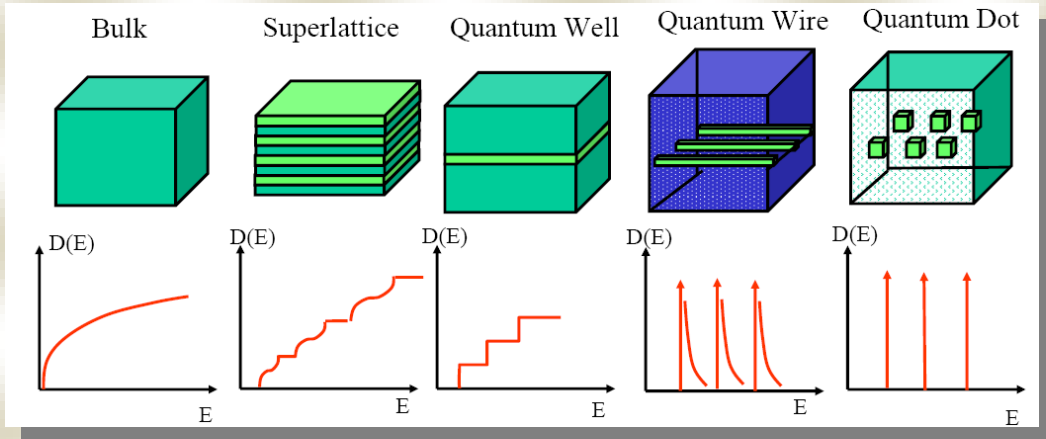 Bulk
Superlattice
Quantum Well
Quantum Wire
Quantum Dot
D(E)
D(E)
D(E)
D(E)
D(E)
E
E
E
E
E